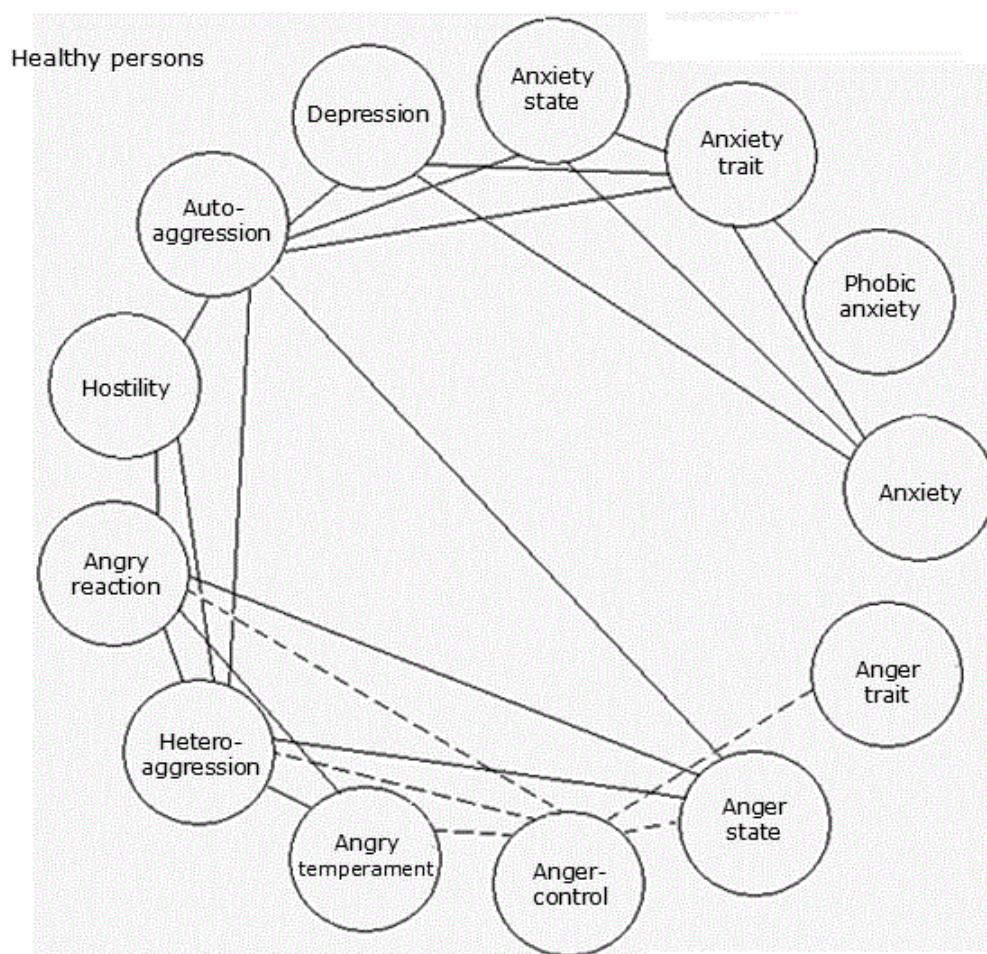 Healthy persons
Depression
Anxiety
state
Anxiety
trait
Auto-
aggression
Phobic
anxiety
Hostility
Anxiety
Angry
reaction
Anger
trait
Hetero-
aggression
Anger
state
Angry
temperament
Anger-
control